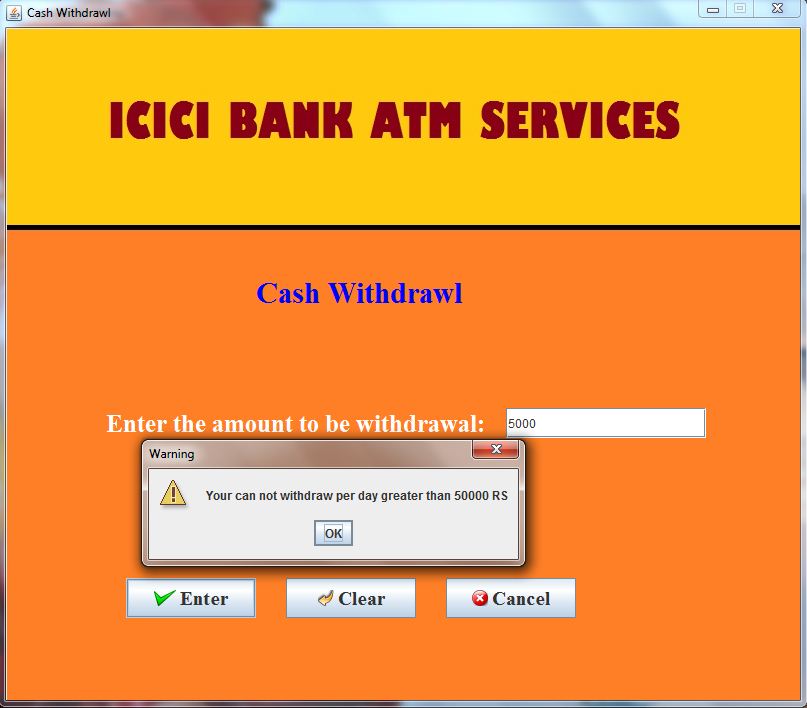 Cash Withdrawl
ICICI BANK ATM SERVICES
Cash Withdrawl
Enter the amount to be withdrawal: 5000
Warning
Your can not withdraw per day greater than 50000 RS
OK
Enter Clear Cancel